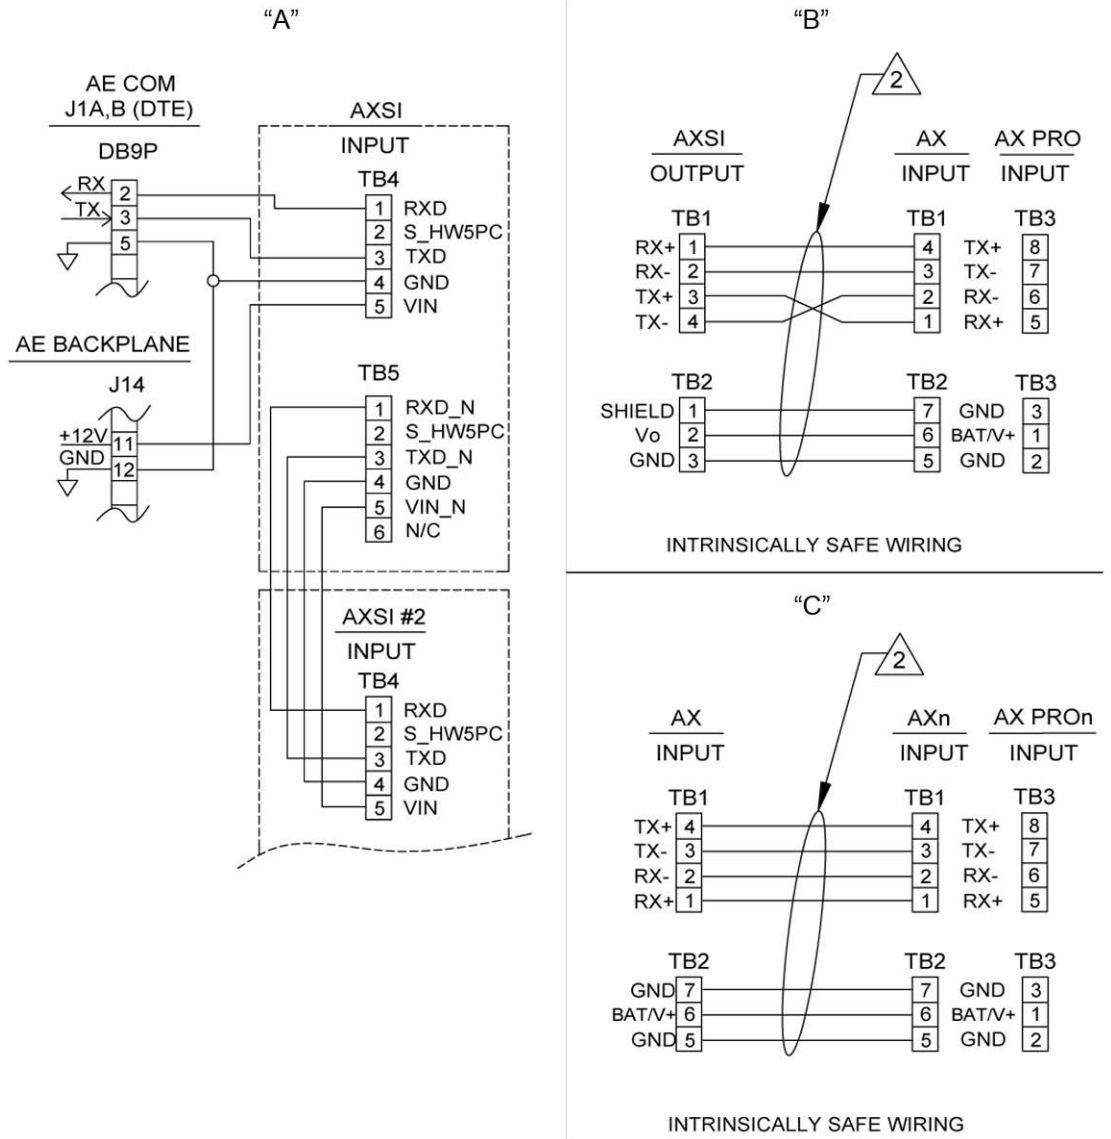 “A”
AE COM
J1A,B (DTE)
DB9P
RX
2
TX
3
5
AXSI
INPUT
TB4
1 RXD
2 S_HW5PC
3 TXD
4 GND
5 VIN
AE BACKPLANE
J14
+12V 11
GND 12
TB5
1 RXD_N
2 S_HW5PC
3 TXD_N
4 GND
5 VIN_N
6 N/C
AXSI #2
INPUT
TB4
1 RXD
2 S_HW5PC
3 TXD
4 GND
5 VIN
“B”
2
AXSI AX AX PRO
OUTPUT INPUT INPUT
TB1 TB1 TB3
RX+ 1 4 TX+ 8
RX- 2 3 TX- 7
TX+ 3 2 RX- 6
TX- 4 1 RX+ 5
TB2 TB2 TB3
SHIELD 1 7 GND 3
Vo 2 6 BAT/V+ 1
GND 3 5 GND 2
INTRINSICALLY SAFE WIRING
“C”
2
AX AXn AX PROn
INPUT INPUT INPUT
TB1 TB1 TB3
TX+ 4 4 TX+ 8
TX- 3 3 TX- 7
RX- 2 2 RX- 6
RX+ 1 1 RX+ 5
TB2 TB2 TB3
GND 7 7 GND 3
BAT/V+ 6 6 BAT/V+ 1
GND 5 5 GND 2
INTRINSICALLY SAFE WIRING